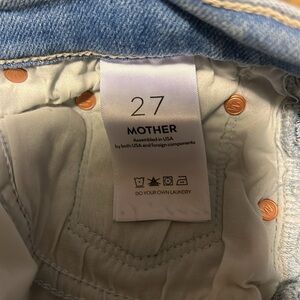 27
MOTHER
Assembled in USA
by both USA and foreign components
DO YOUR OWN LAUNDRY